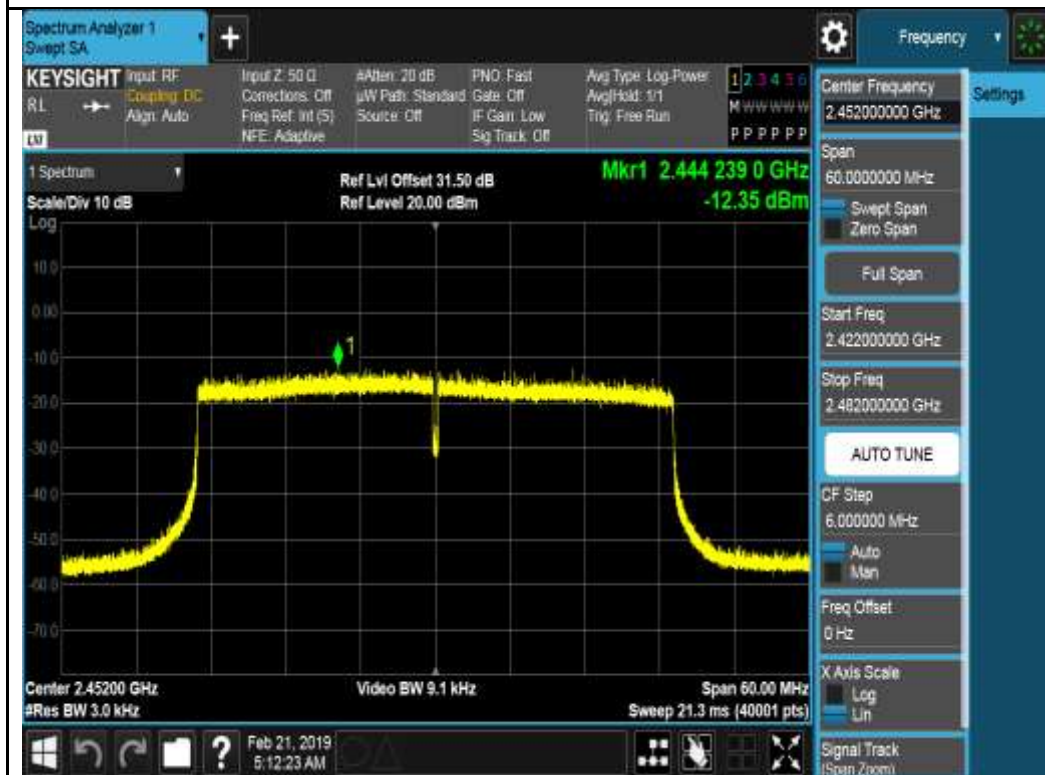 Spectrum Analyzer 1
Swept SA
+
Frequency
KEYSIGHT
Input: RF
Coupling: DC
Align: Auto
RL
LXI
Input Z: 50 Ω
Corrections: Off
Freq Ref: Int (S)
NFE: Adaptive
#Atten: 20 dB
µW Path: Standard
Source: Off
PNO: Fast
Gate: Off
IF Gain: Low
Sig Track: Off
Avg Type: Log-Power
Avg|Hold: 1/1
Trig: Free Run
1 2 3 4 5 6
M W W W W W
P P P P P P
Center Frequency
2.452000000 GHz
Settings
1 Spectrum
Scale/Div 10 dB
Log
Ref Lvl Offset 31.50 dB
Ref Level 20.00 dBm
Mkr1 2.444 239 0 GHz
-12.35 dBm
Span
60.0000000 MHz
Swept Span
Zero Span
Full Span
Start Freq
2.422000000 GHz
Stop Freq
2.482000000 GHz
AUTO TUNE
CF Step
6.000000 MHz
Auto
Man
Freq Offset
0 Hz
X Axis Scale
Log
Lin
Signal Track
(Span Zoom)
10.0
0.00
-10.0
-20.0
-30.0
-40.0
-50.0
-60.0
-70.0
1
Center 2.45200 GHz
#Res BW 3.0 kHz
Video BW 9.1 kHz
Span 60.00 MHz
Sweep 21.3 ms (40001 pts)
?
Feb 21, 2019
5:12:23 AM